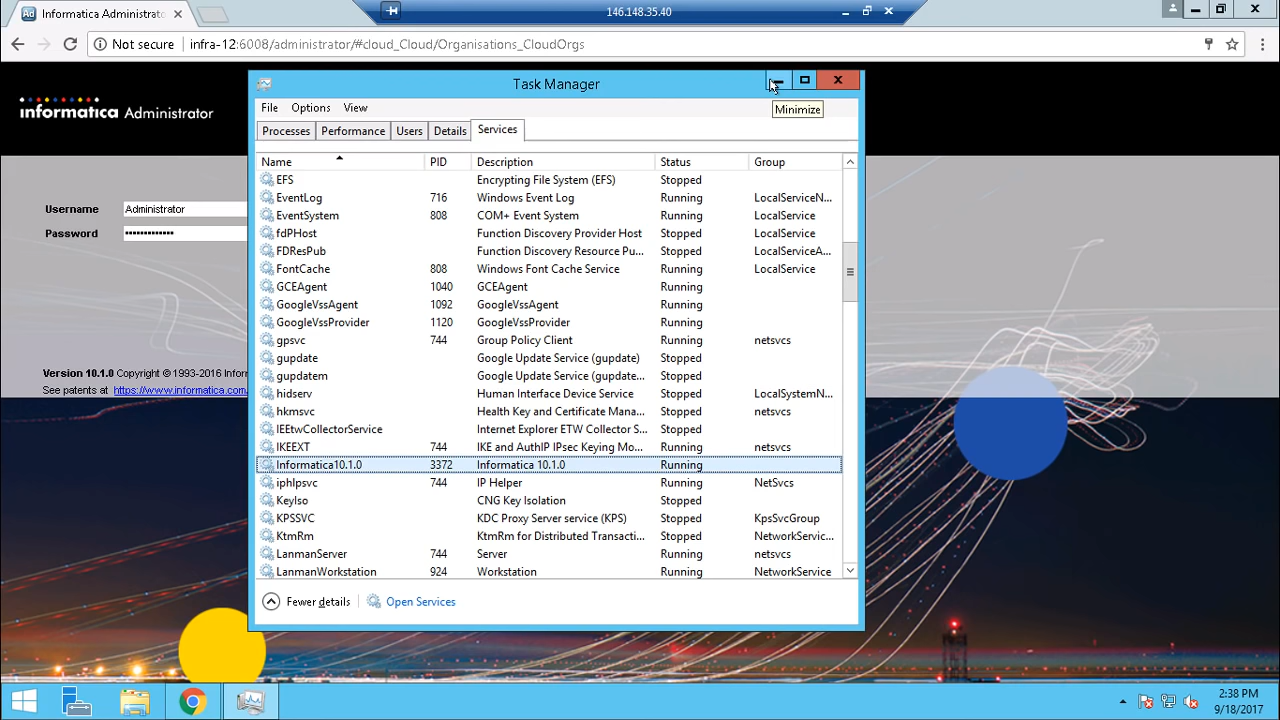 Informatica Administrator
146.148.35.40
Not secure
infra-12:6008/administrator/#cloud_Cloud/Organisations_CloudOrgs
informatica Administrator
Task Manager
Minimize
File Options View
Processes Performance Users Details Services
Name PID Description Status Group
EFS Encrypting File System (EFS) Stopped
EventLog 716 Windows Event Log Running LocalServiceN...
EventSystem 808 COM+ Event System Running LocalService
fdPHost Function Discovery Provider Host Stopped LocalService
FDResPub Function Discovery Resource Pu... Stopped LocalServiceA...
FontCache 808 Windows Font Cache Service Running LocalService
GCEAgent 1040 GCEAgent Running
GoogleVssAgent 1092 GoogleVssAgent Running
GoogleVssProvider 1120 GoogleVssProvider Running
gpsvc 744 Group Policy Client Running netsvcs
gupdate Google Update Service (gupdate) Stopped
gupdatem Google Update Service (gupdate... Stopped
hidserv Human Interface Device Service Stopped LocalSystemN...
hkmsvc Health Key and Certificate Mana... Stopped netsvcs
IEEtwCollectorService Internet Explorer ETW Collector S... Stopped
IKEEXT 744 IKE and AuthIP IPsec Keying Mo... Running netsvcs
Informatica10.1.0 3372 Informatica 10.1.0 Running
iphlpsvc 744 IP Helper Running NetSvcs
KeyIso CNG Key Isolation Stopped
KPSSVC KDC Proxy Server service (KPS) Stopped KpsSvcGroup
KtmRm KtmRm for Distributed Transacti... Stopped NetworkServic...
LanmanServer 744 Server Running netsvcs
LanmanWorkstation 924 Workstation Running NetworkService
Fewer details Open Services
Username Administrator
Password ••••••••••••
Version 10.1.0 Copyright © 1993-2016 Infor
See patents at https://www.informatica.com
2:38 PM
9/18/2017